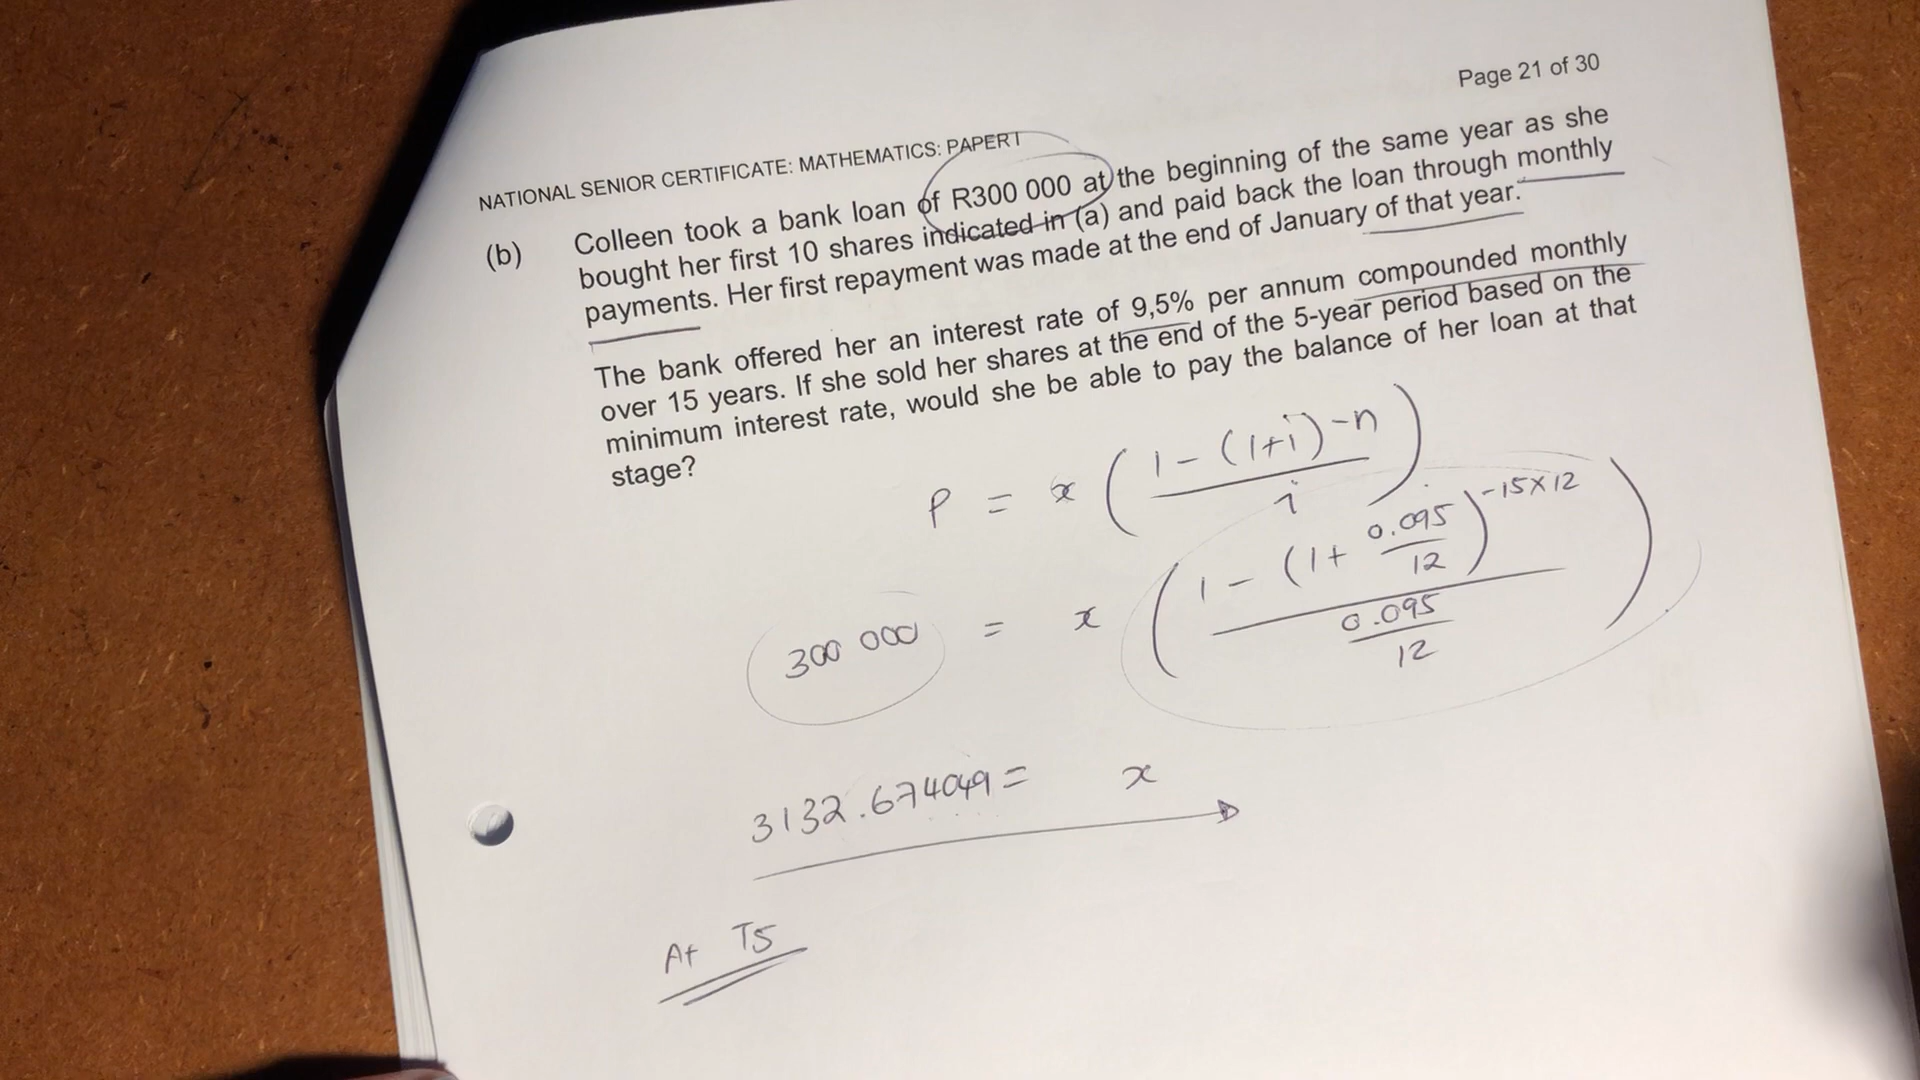 Page 21 of 30
NATIONAL SENIOR CERTIFICATE: MATHEMATICS: PAPER I
(b) Colleen took a bank loan of R300 000 at the beginning of the same year as she
bought her first 10 shares indicated in (a) and paid back the loan through monthly
payments. Her first repayment was made at the end of January of that year.
The bank offered her an interest rate of 9,5% per annum compounded monthly
over 15 years. If she sold her shares at the end of the 5-year period based on the
minimum interest rate, would she be able to pay the balance of her loan at that
stage?
P = x ( 1 - (1+i)^-n / i )
300 000 = x ( 1 - (1 + 0.095/12)^-15×12 / 0.095/12 )
3132.674049 = x
At T5